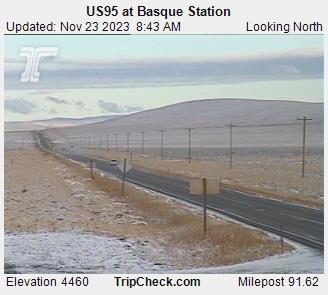 US95 at Basque Station
Updated: Nov 23 2023 8:43 AM Looking North
Elevation 4460 TripCheck.com Milepost 91.62